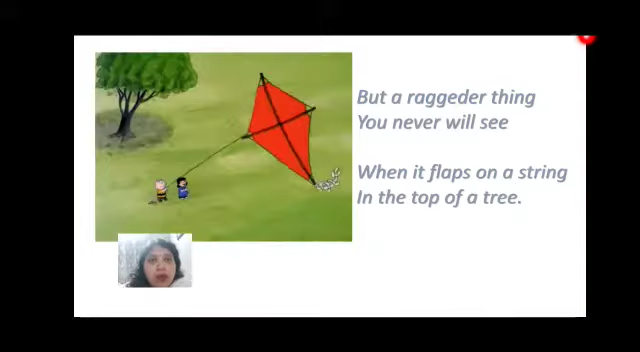 But a raggeder thing
You never will see
When it flaps on a string
In the top of a tree.